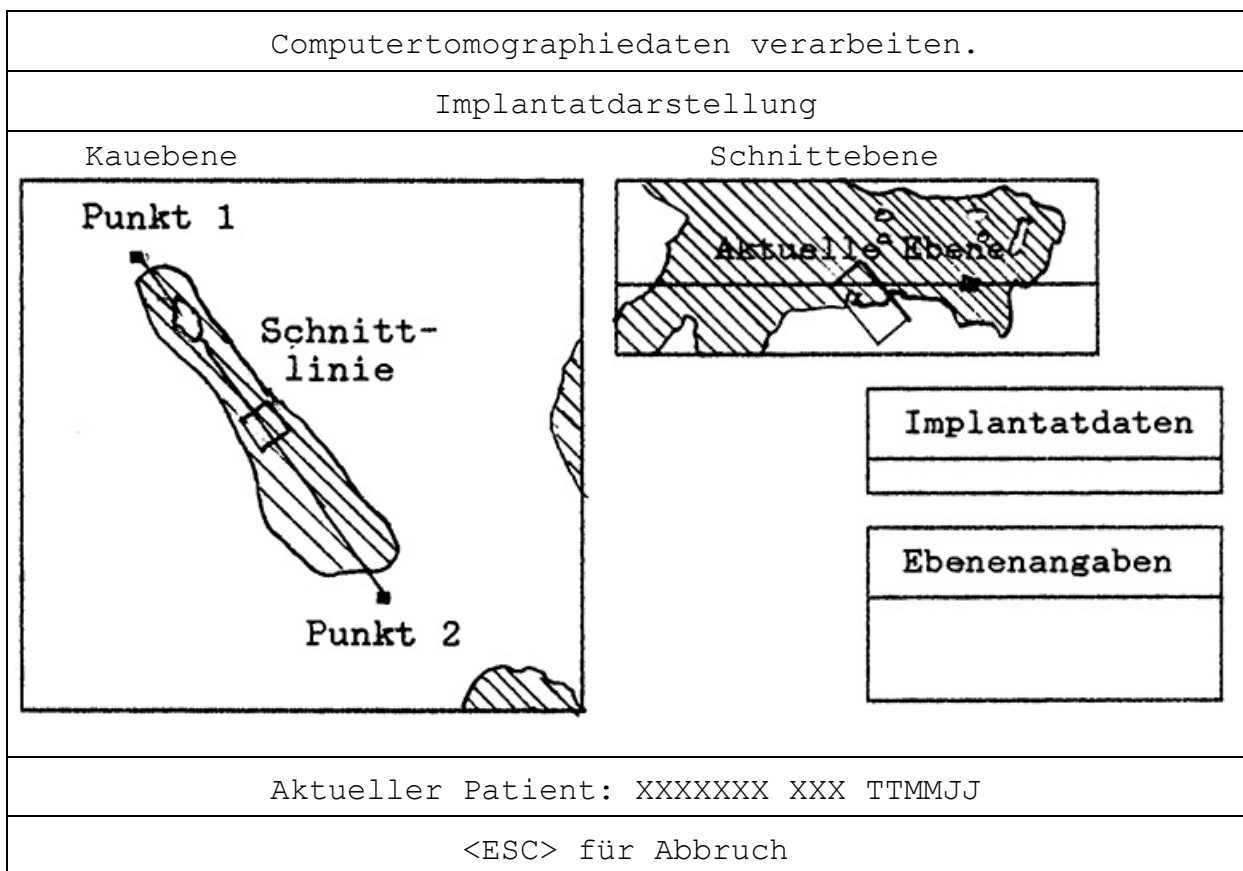 Computertomographiedaten verarbeiten.
Implantatdarstellung
Kauebene
Schnittebene
Punkt 1
Schnitt-
linie
Punkt 2
Aktuelle Ebene
Implantatdaten
Ebenenangaben
Aktueller Patient: XXXXXXX XXX TTMMJJ
<ESC> für Abbruch